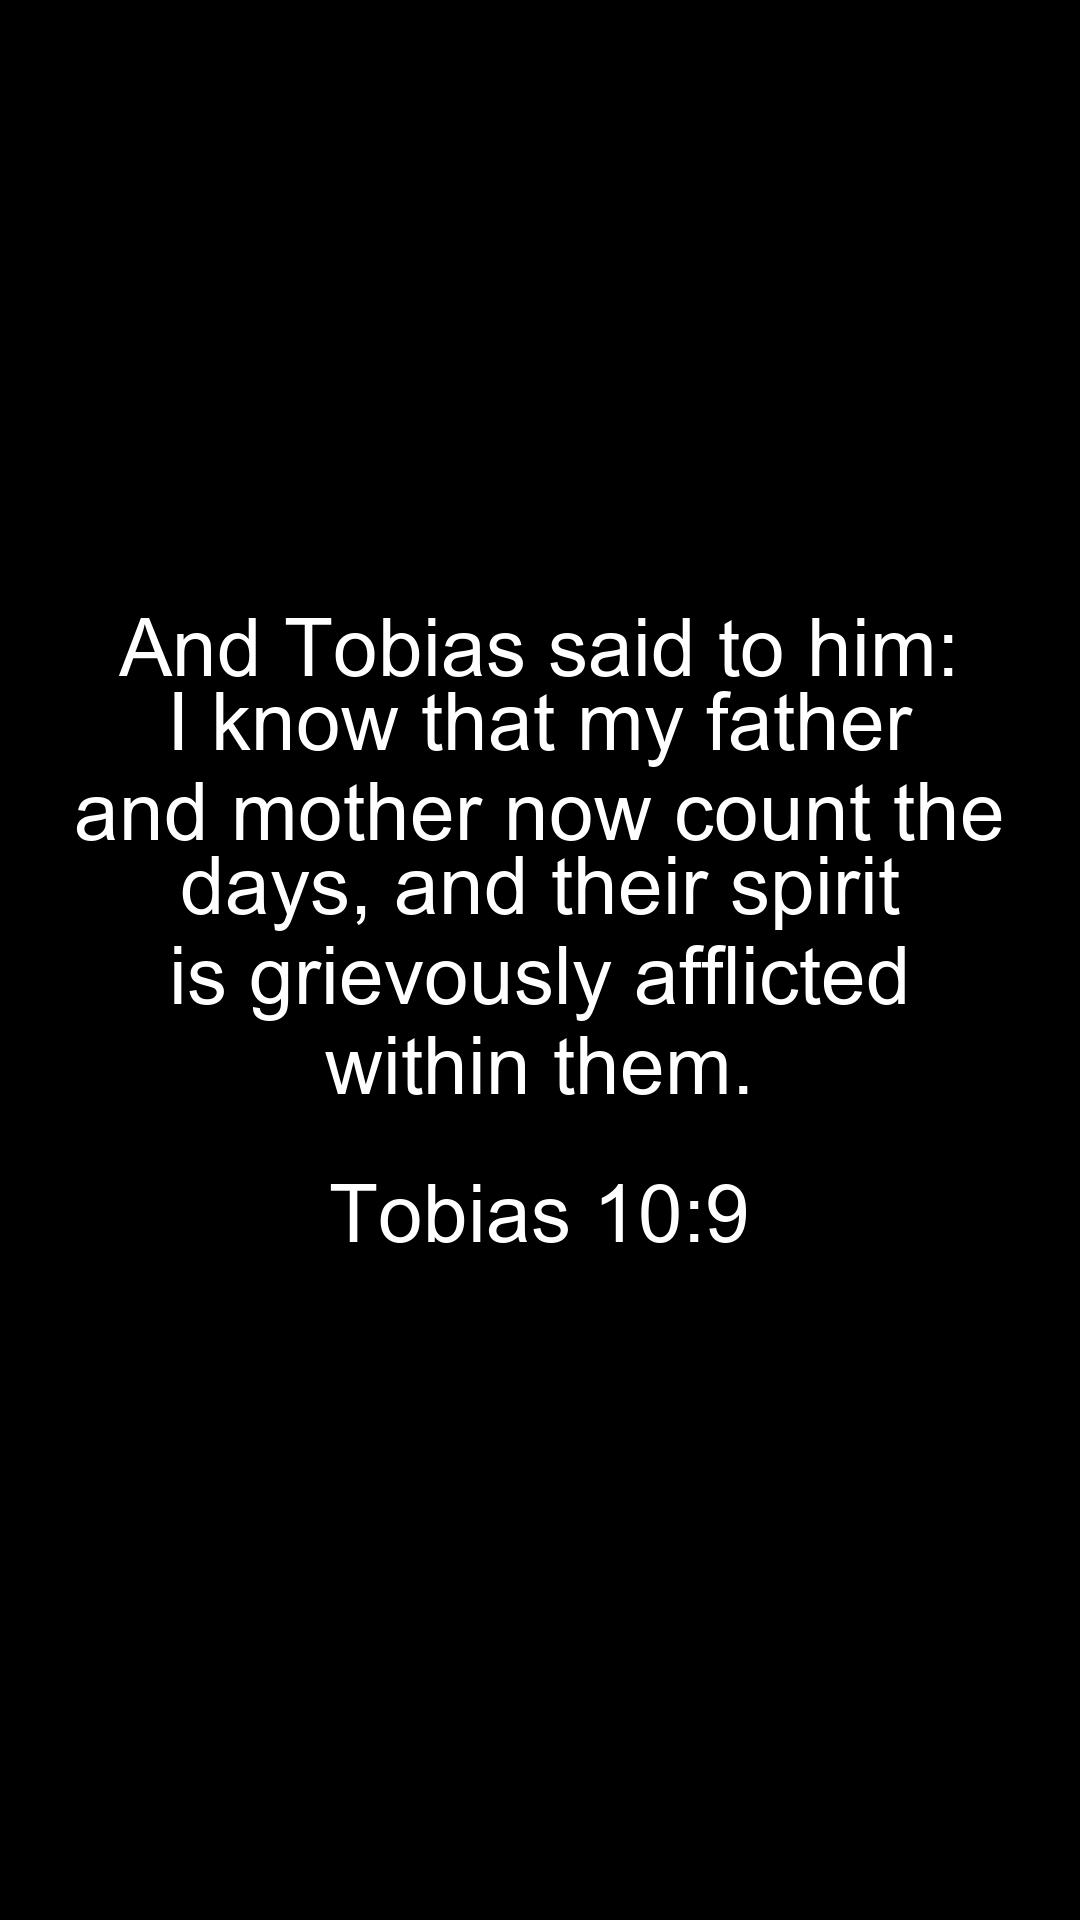 And Tobias said to him:
I know that my father
and mother now count the
days, and their spirit
is grievously afflicted
within them.
Tobias 10:9